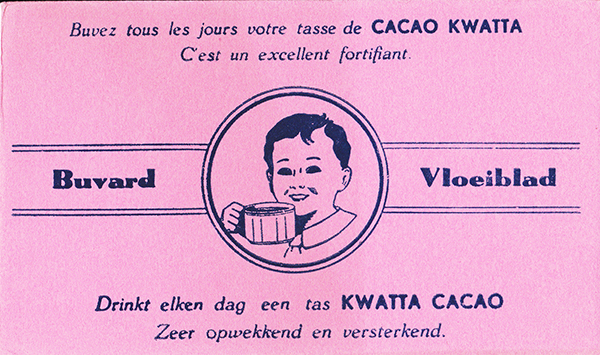 Buvez tous les jours votre tasse de CACAO KWATTA
C'est un excellent fortifiant.
Buvard
Vloeiblad
Drinkt elken dag een tas KWATTA CACAO
Zeer opwekkend en versterkend.